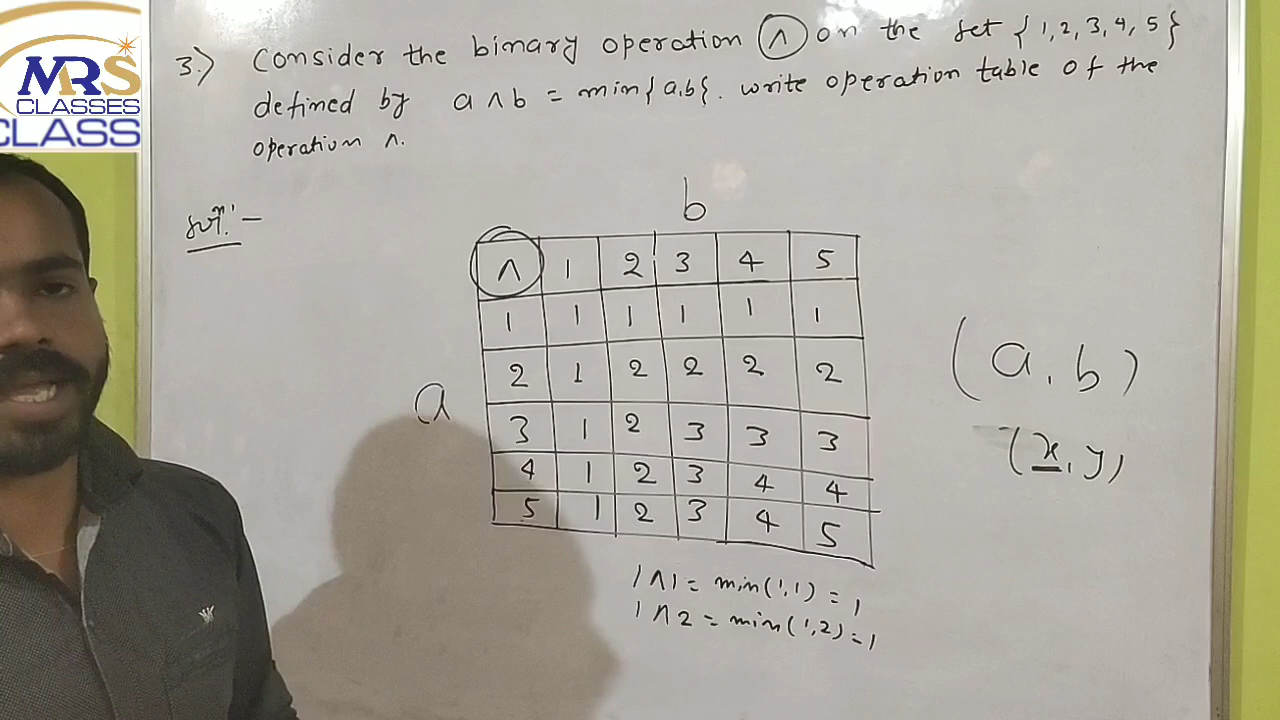 MRS
CLASSES
CLASS
3.) Consider the binary operation ∧ on the set {1,2,3,4,5}
defined by a∧b = min{a,b}. write operation table of the
operation ∧.
solⁿ:-
b
∧ 1 2 3 4 5
1 1 1 1 1 1
2 1 2 2 2 2
a
3 1 2 3 3 3
4 1 2 3 4 4
5 1 2 3 4 5
(a,b)
(x,y)
1∧1 = min(1,1) = 1
1∧2 = min(1,2) = 1